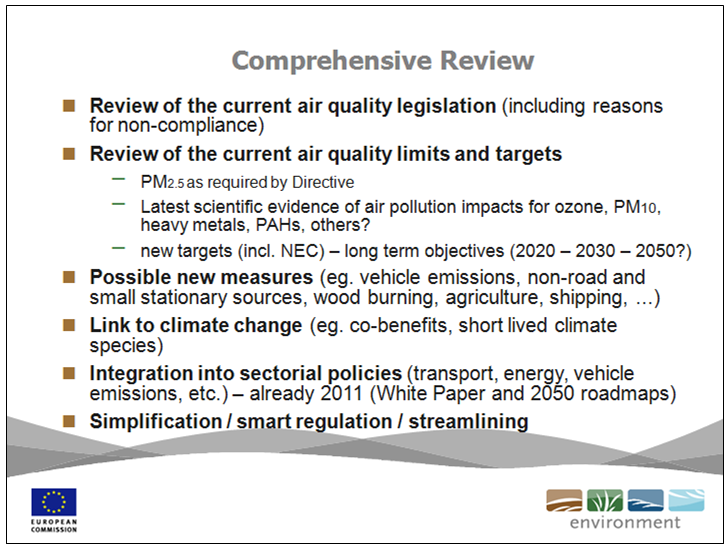 Comprehensive Review
Review of the current air quality legislation (including reasons
for non-compliance)
Review of the current air quality limits and targets
– PM2.5 as required by Directive
– Latest scientific evidence of air pollution impacts for ozone, PM10,
heavy metals, PAHs, others?
– new targets (incl. NEC) – long term objectives (2020 – 2030 – 2050?)
Possible new measures (eg. vehicle emissions, non-road and
small stationary sources, wood burning, agriculture, shipping, …)
Link to climate change (eg. co-benefits, short lived climate
species)
Integration into sectorial policies (transport, energy, vehicle
emissions, etc.) – already 2011 (White Paper and 2050 roadmaps)
Simplification / smart regulation / streamlining
EUROPEAN
COMMISSION
environment